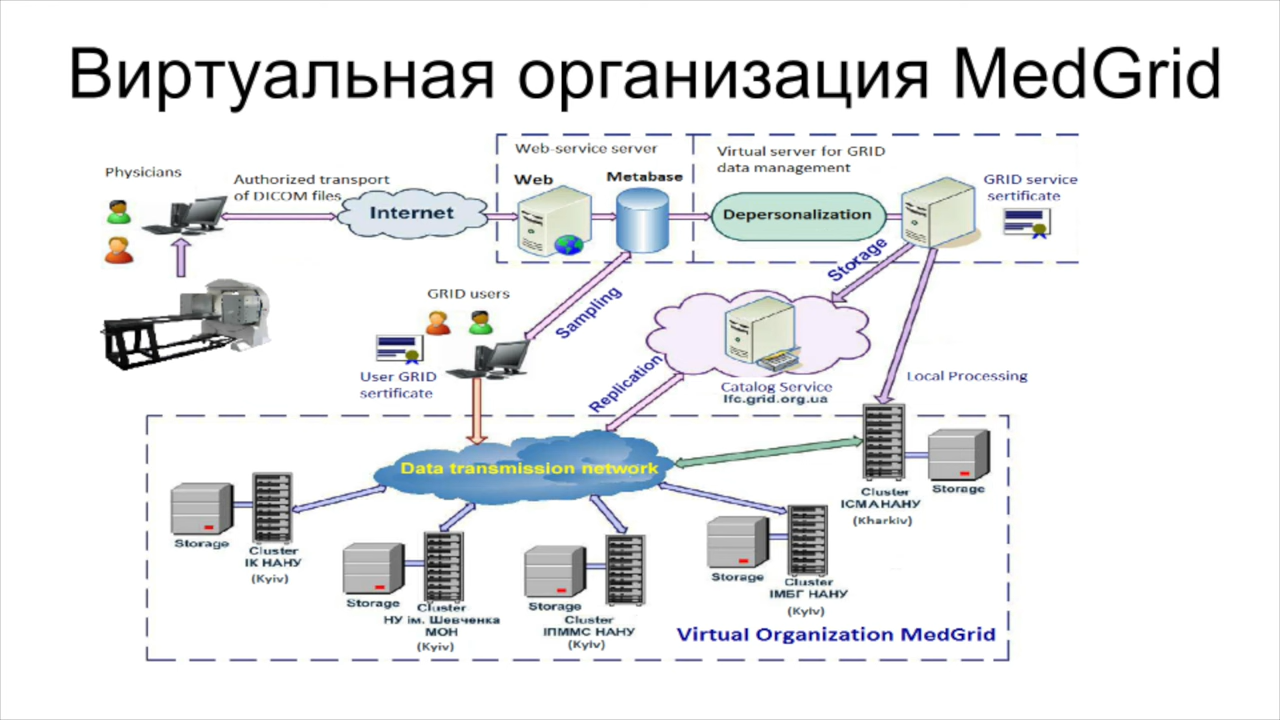 Виртуальная организация MedGrid
Web-service server
Virtual server for GRID
data management
Physicians
Authorized transport
of DICOM files
Web
Metabase
GRID service
sertificate
Internet
Depersonalization
Storage
GRID users
Sampling
User GRID
sertificate
Replication
Catalog Service
lfc.grid.org.ua
Local Processing
Data transmission network
Storage
Cluster
ІСМАНАНУ
(Kharkiv)
Storage
Cluster
ІК НАНУ
(Kyiv)
Storage
Cluster
НУ ім. Шевченка
МОН
(Kyiv)
Storage
Cluster
ІПММС НАНУ
(Kyiv)
Storage
Cluster
ІМБГ НАНУ
(Kyiv)
Virtual Organization MedGrid